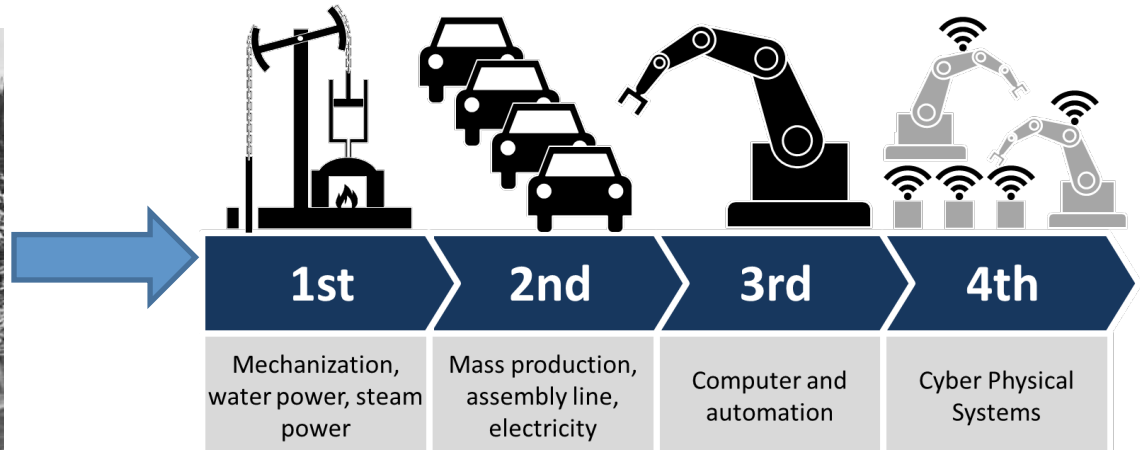 1st
2nd
3rd
4th
Mechanization,
water power, steam
power
Mass production,
assembly line,
electricity
Computer and
automation
Cyber Physical
Systems